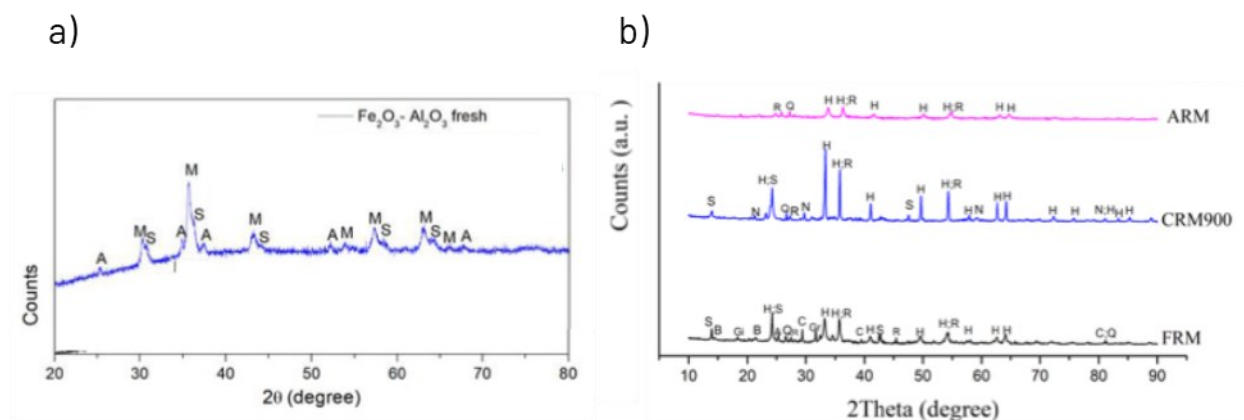 a)
b)
Fe₂O₃- Al₂O₃ fresh
M
M
S
A
M
S
A
A
M
S
A
M
M
S
M
S
M
A
Counts
20
30
40
50
60
70
80
2θ (degree)
Counts (a.u. )
R
Q
H
H;R
H
H
H;R
H
H
ARM
S
N
H;S
Q
R
N
H
H;R
H
S
H
H;R
H
N
H
H
H
H
N;H
H
H
CRM900
S
B
Gi
B
H;S
Q
C
H
H;R
C
H
S
R
H
H;R
H
H
H
C;Q
FRM
10
20
30
40
50
60
70
80
90
2Theta (degree)